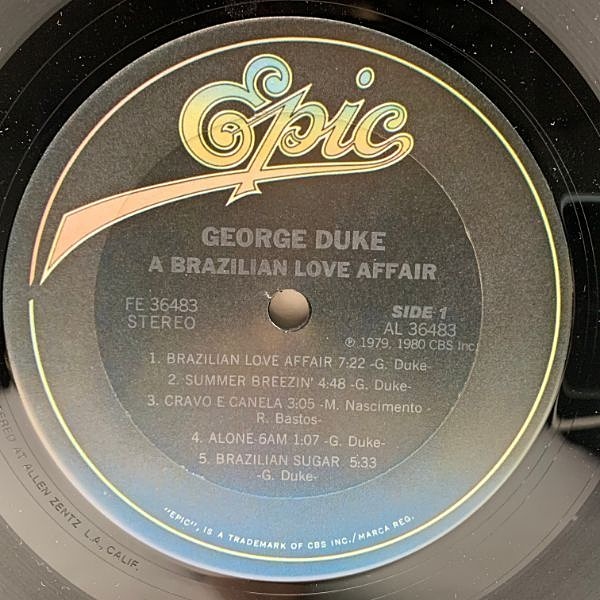 Epic
GEORGE DUKE
A BRAZILIAN LOVE AFFAIR
FE 36483
STEREO
SIDE 1
AL 36483
℗ 1979, 1980 CBS Inc.
1. BRAZILIAN LOVE AFFAIR 7:22 -G. Duke-
2. SUMMER BREEZIN' 4:48 -G. Duke-
3. CRAVO E CANELA 3:05 -M. Nascimento -
R. Bastos-
4. ALONE 6AM 1:07 -G. Duke-
5. BRAZILIAN SUGAR 5:33
-G. Duke-
"EPIC", IS A TRADEMARK OF CBS INC./MARCA REG.
AT ALLEN ZENTZ L.A., CALIF.